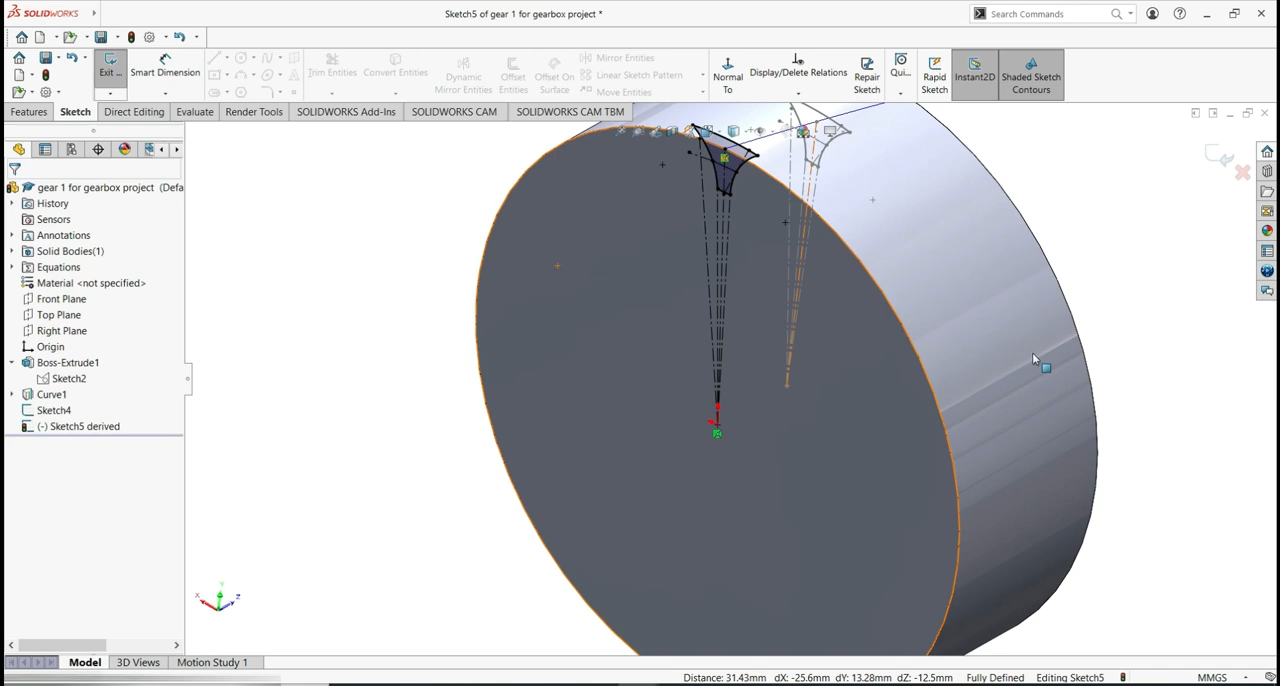 SOLIDWORKS
Sketch5 of gear 1 for gearbox project *
Search Commands
Exit ...
Smart Dimension
Trim Entities
Convert Entities
Dynamic Mirror Entities
Offset Entities
Offset On Surface
Mirror Entities
Linear Sketch Pattern
Move Entities
Normal To
Display/Delete Relations
Repair Sketch
Qui...
Rapid Sketch
Instant2D
Shaded Sketch Contours
Features
Sketch
Direct Editing
Evaluate
Render Tools
SOLIDWORKS Add-Ins
SOLIDWORKS CAM
SOLIDWORKS CAM TBM
gear 1 for gearbox project (Defa
History
Sensors
Annotations
Solid Bodies(1)
Equations
Material <not specified>
Front Plane
Top Plane
Right Plane
Origin
Boss-Extrude1
Sketch2
Curve1
Sketch4
(-) Sketch5 derived
Y
X
Z
Model
3D Views
Motion Study 1
Distance: 31.43mm dX: -25.6mm dY: 13.28mm dZ: -12.5mm Fully Defined Editing Sketch5 MMGS -